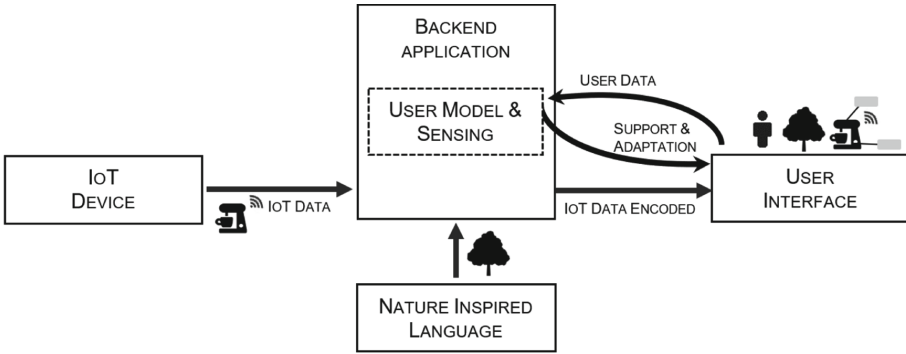 BACKEND
APPLICATION
USER MODEL &
SENSING
USER DATA
SUPPORT &
ADAPTATION
IOT
DEVICE
IOT DATA
IOT DATA ENCODED
USER
INTERFACE
NATURE INSPIRED
LANGUAGE